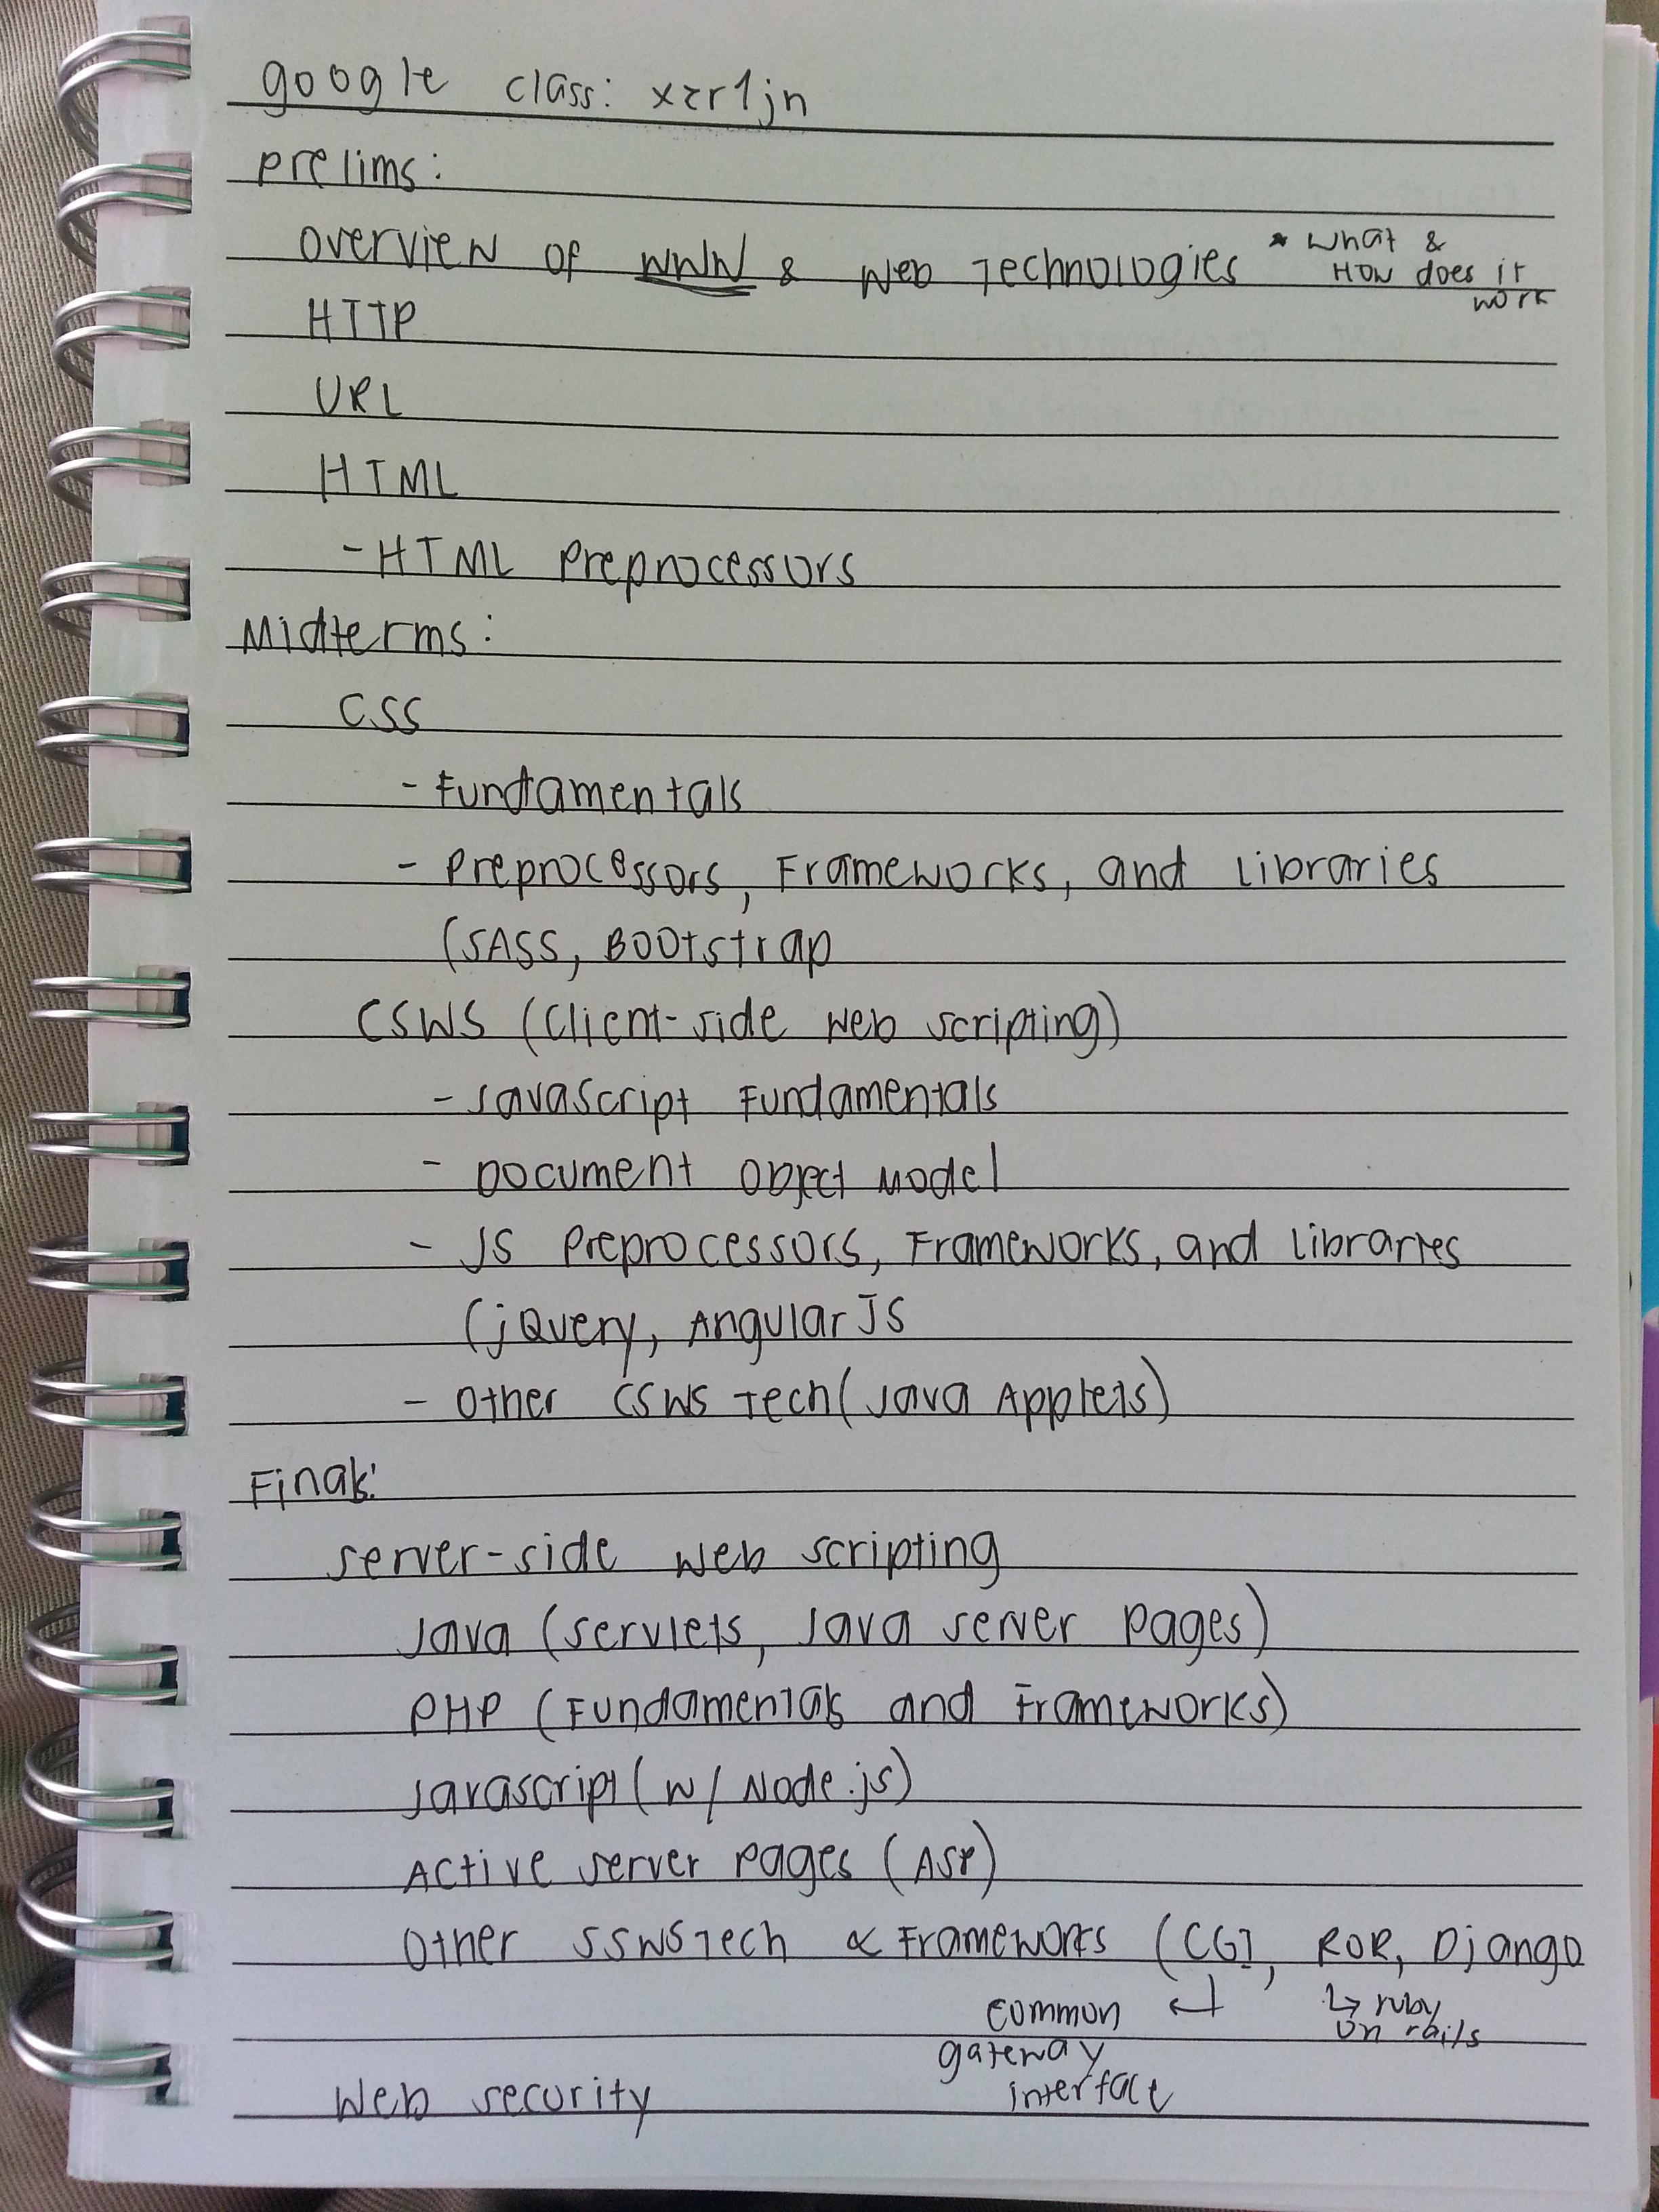 google class: xzr1jn
prelims:
overview of WWW & Web Technologies * What &
How does it
work
HTTP
URL
HTML
- HTML preprocessors
Midterms:
CSS
- Fundamentals
- preprocessors, Frameworks, and libraries
(SASS, Bootstrap
CSWS (Client-side web scripting)
- Javascript Fundamentals
- Document Object Model
- JS preprocessors, Frameworks, and libraries
(jQuery, AngularJS
- Other CSWS Tech (Java Applets)
Finals:
server-side web scripting
Java (servlets, Java server pages)
PHP (Fundamentals and Frameworks)
Javascript (w/ Node.js)
Active server pages (ASP)
Other SSWS Tech & Frameworks (CGI, ROR, Django
common ↵ ↳ ruby
on rails
gateway
interface
Web security